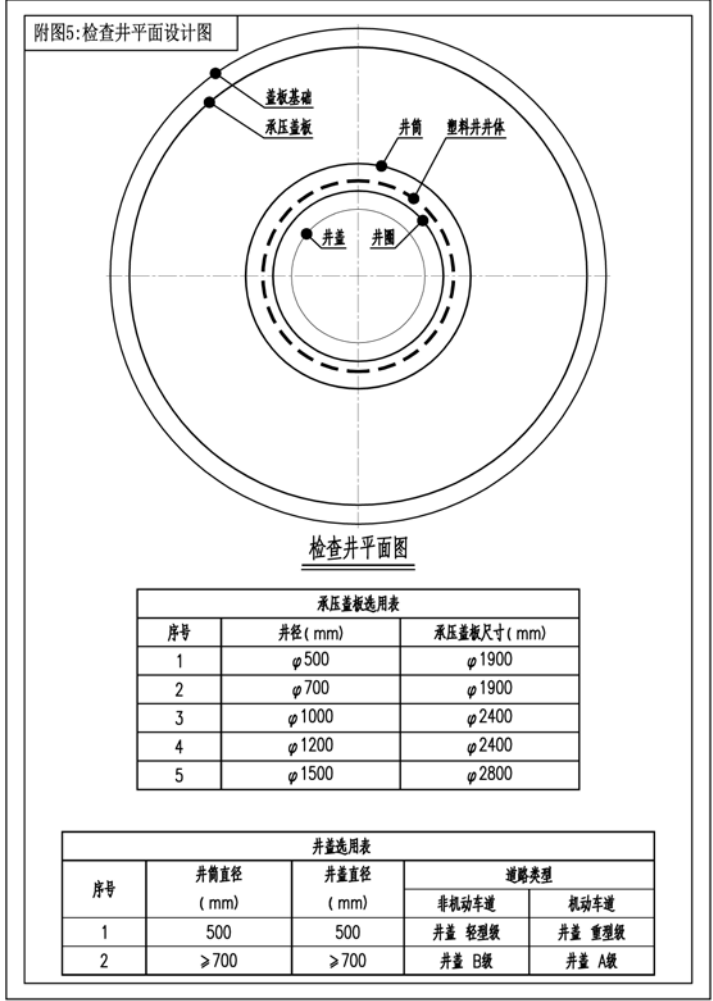 附图5:检查井平面设计图
盖板基础
承压盖板
井筒
塑料井井体
井盖
井圈
检查井平面图
承压盖板选用表
序号 井径(mm) 承压盖板尺寸(mm)
1 φ500 φ1900
2 φ700 φ1900
3 φ1000 φ2400
4 φ1200 φ2400
5 φ1500 φ2800
井盖选用表
序号 井筒直径(mm) 井盖直径(mm) 道路类型
非机动车道 机动车道
1 500 500 井盖 轻型级 井盖 重型级
2 ≥700 ≥700 井盖 B级 井盖 A级